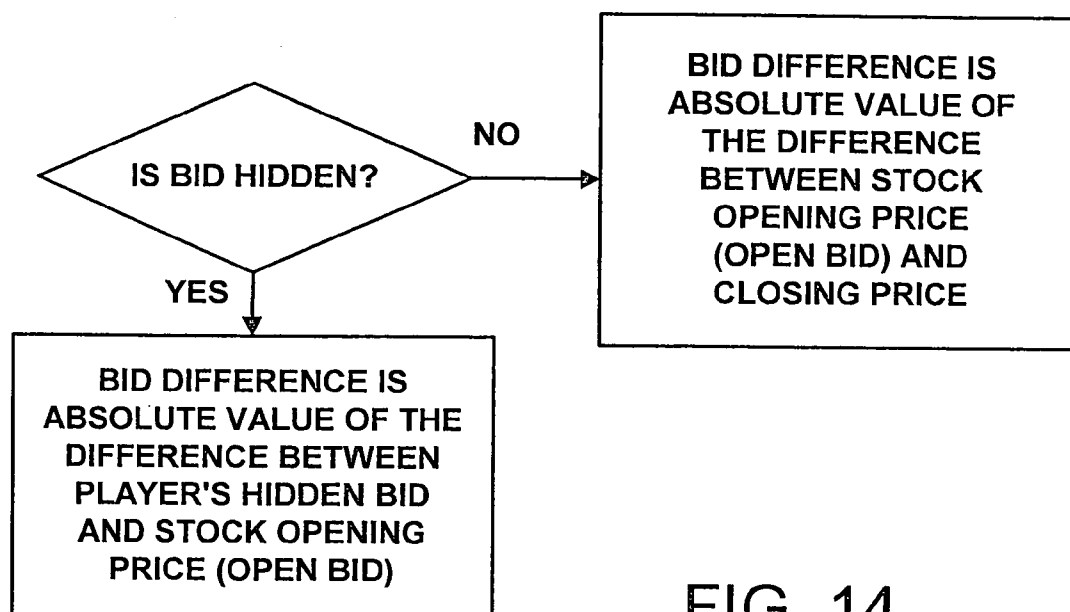 IS BID HIDDEN?
NO
BID DIFFERENCE IS
ABSOLUTE VALUE OF
THE DIFFERENCE
BETWEEN STOCK
OPENING PRICE
(OPEN BID) AND
CLOSING PRICE
YES
BID DIFFERENCE IS
ABSOLUTE VALUE OF THE
DIFFERENCE BETWEEN
PLAYER'S HIDDEN BID
AND STOCK OPENING
PRICE (OPEN BID)
FIG. 14